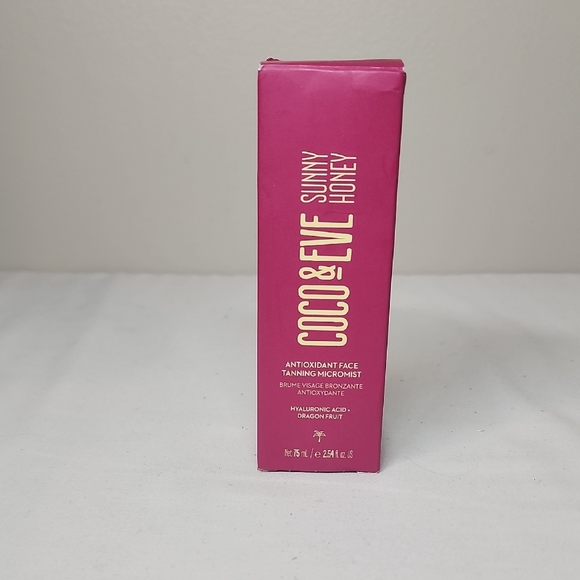 COCO & EVE
SUNNY
HONEY
ANTIOXIDANT FACE
TANNING MICROMIST
BRUME VISAGE BRONZANTE
ANTIOXYDANTE
HYALURONIC ACID +
DRAGON FRUIT
Net 75 mL / ℮ 2.54 fl. oz. US